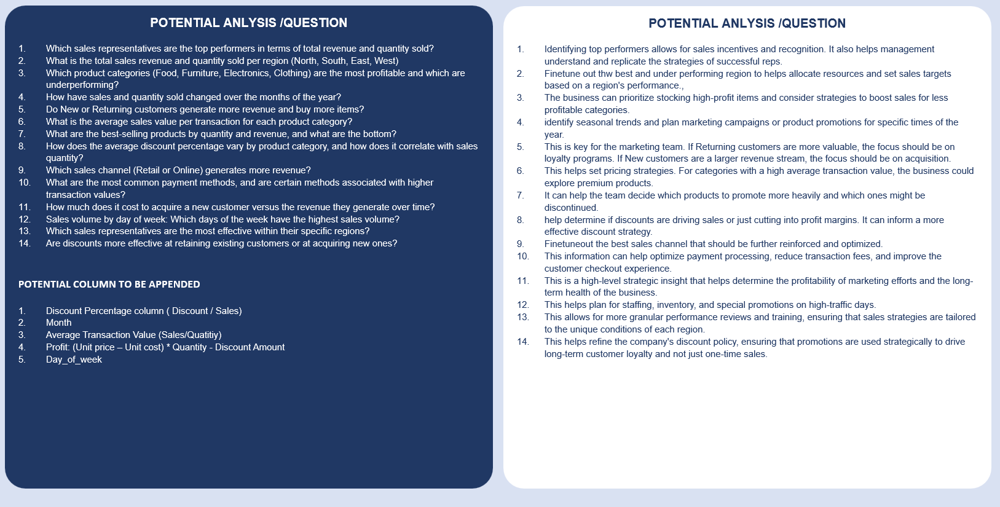 POTENTIAL ANLYSIS /QUESTION
1. Which sales representatives are the top performers in terms of total revenue and quantity sold?
2. What is the total sales revenue and quantity sold per region (North, South, East, West)
3. Which product categories (Food, Furniture, Electronics, Clothing) are the most profitable and which are
underperforming?
4. How have sales and quantity sold changed over the months of the year?
5. Do New or Returning customers generate more revenue and buy more items?
6. What is the average sales value per transaction for each product category?
7. What are the best-selling products by quantity and revenue, and what are the bottom?
8. How does the average discount percentage vary by product category, and how does it correlate with sales
quantity?
9. Which sales channel (Retail or Online) generates more revenue?
10. What are the most common payment methods, and are certain methods associated with higher
transaction values?
11. How much does it cost to acquire a new customer versus the revenue they generate over time?
12. Sales volume by day of week: Which days of the week have the highest sales volume?
13. Which sales representatives are the most effective within their specific regions?
14. Are discounts more effective at retaining existing customers or at acquiring new ones?
POTENTIAL COLUMN TO BE APPENDED
1. Discount Percentage column ( Discount / Sales)
2. Month
3. Average Transaction Value (Sales/Quatitiy)
4. Profit: (Unit price – Unit cost) * Quantity - Discount Amount
5. Day_of_week
POTENTIAL ANLYSIS /QUESTION
1. Identifying top performers allows for sales incentives and recognition. It also helps management
understand and replicate the strategies of successful reps.
2. Finetune out thw best and under performing region to helps allocate resources and set sales targets
based on a region's performance.,
3. The business can prioritize stocking high-profit items and consider strategies to boost sales for less
profitable categories.
4. identify seasonal trends and plan marketing campaigns or product promotions for specific times of the
year.
5. This is key for the marketing team. If Returning customers are more valuable, the focus should be on
loyalty programs. If New customers are a larger revenue stream, the focus should be on acquisition.
6. This helps set pricing strategies. For categories with a high average transaction value, the business could
explore premium products.
7. It can help the team decide which products to promote more heavily and which ones might be
discontinued.
8. help determine if discounts are driving sales or just cutting into profit margins. It can inform a more
effective discount strategy.
9. Finetuneout the best sales channel that should be further reinforced and optimized.
10. This information can help optimize payment processing, reduce transaction fees, and improve the
customer checkout experience.
11. This is a high-level strategic insight that helps determine the profitability of marketing efforts and the long-
term health of the business.
12. This helps plan for staffing, inventory, and special promotions on high-traffic days.
13. This allows for more granular performance reviews and training, ensuring that sales strategies are tailored
to the unique conditions of each region.
14. This helps refine the company's discount policy, ensuring that promotions are used strategically to drive
long-term customer loyalty and not just one-time sales.